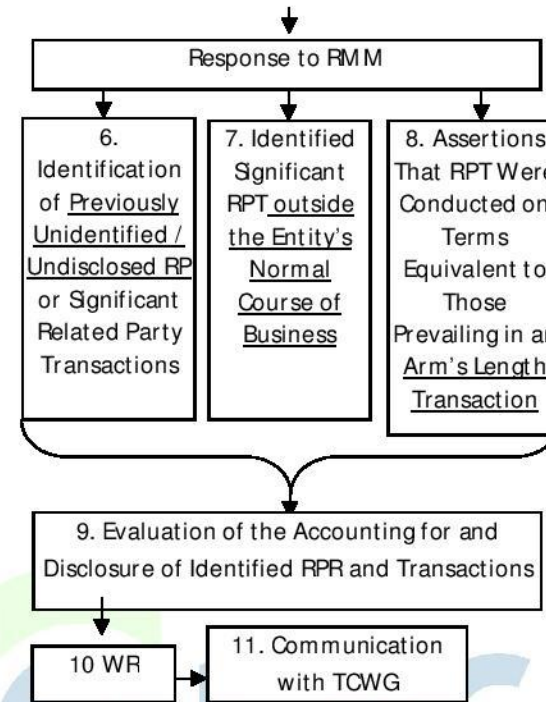 Response to RMM
6.
Identification
of Previously
Unidentified /
Undisclosed RP
or Significant
Related Party
Transactions
7. Identified
Significant
RPT outside
the Entity's
Normal
Course of
Business
8. Assertions
That RPT Were
Conducted on
Terms
Equivalent to
Those
Prevailing in an
Arm's Length
Transaction
9. Evaluation of the Accounting for and
Disclosure of Identified RPR and Transactions
10 WR
11. Communication
with TCWG